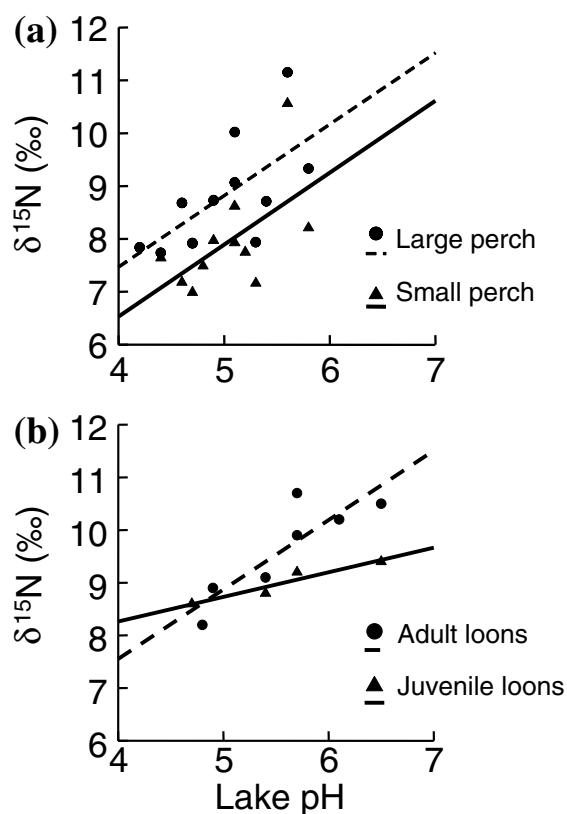 (a)
12
11
10
9
8
7
6
δ¹⁵N (‰)
Large perch
Small perch
4 5 6 7
(b)
12
11
10
9
8
7
6
δ¹⁵N (‰)
Adult loons
Juvenile loons
4 5 6 7
Lake pH